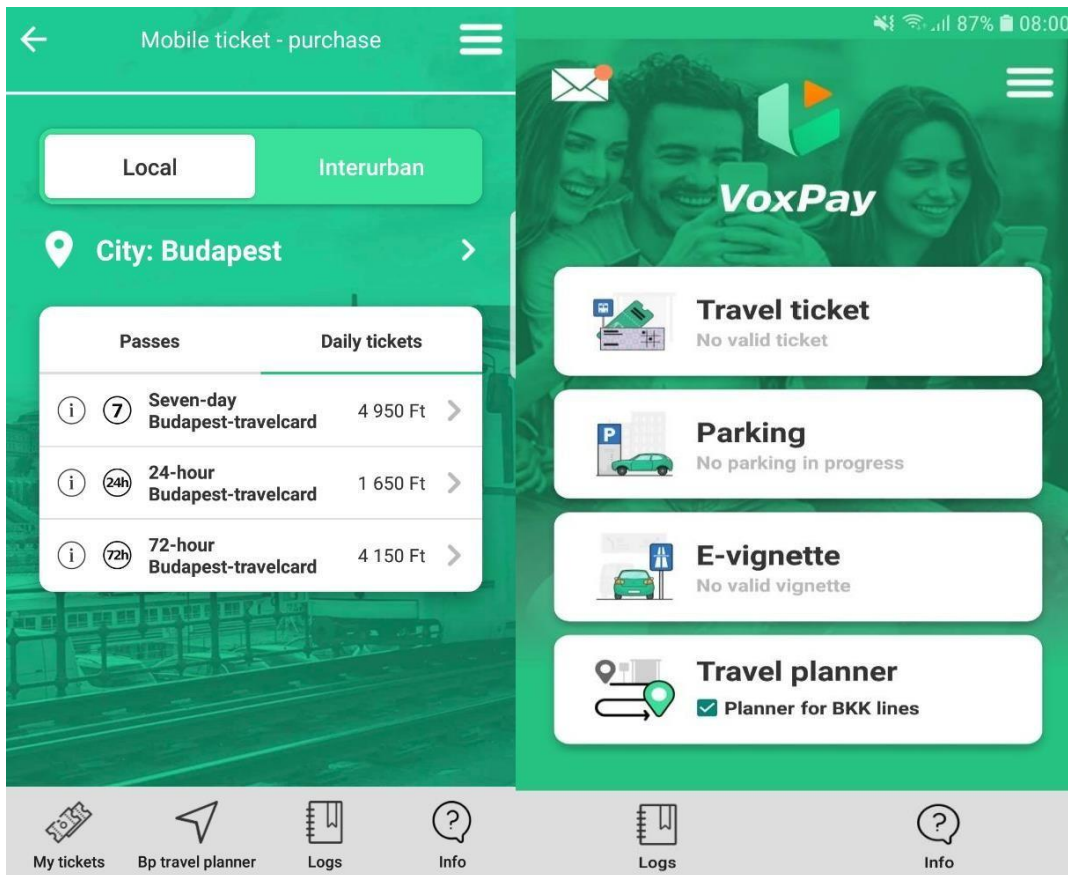 Mobile ticket - purchase
Local
Interurban
City: Budapest
Passes
Daily tickets
i 7 Seven-day
Budapest-travelcard
4 950 Ft
i 24h 24-hour
Budapest-travelcard
1 650 Ft
i 72h 72-hour
Budapest-travelcard
4 150 Ft
My tickets
Bp travel planner
Logs
? Info
87% 08:00
VoxPay
Travel ticket
No valid ticket
P
Parking
No parking in progress
E-vignette
No valid vignette
Travel planner
Planner for BKK lines
Logs
? Info